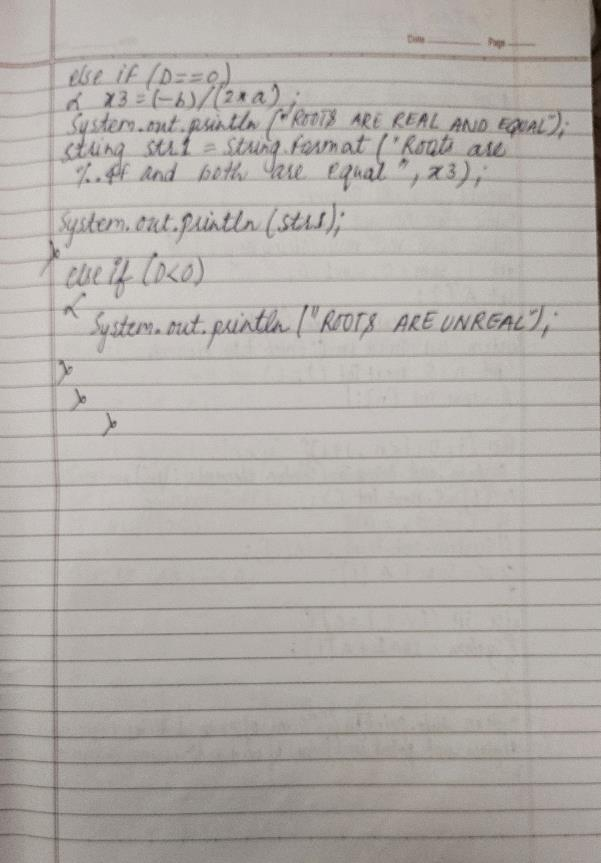 Date Page
else if (D==0)
{ x3=(-b)/(2*a);
System.out.println("ROOTS ARE REAL AND EQUAL");
string str1 = String.format("Roots are
%.4f and both are equal", x3);
System.out.println(str1);
}
else if (D<0)
{
System.out.println("ROOTS ARE UNREAL");
}
}
}